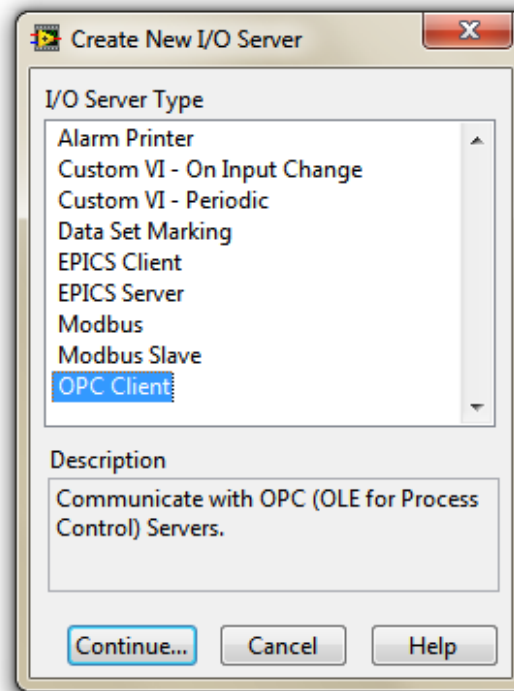 Create New I/O Server
I/O Server Type
Alarm Printer
Custom VI - On Input Change
Custom VI - Periodic
Data Set Marking
EPICS Client
EPICS Server
Modbus
Modbus Slave
OPC Client
Description
Communicate with OPC (OLE for Process
Control) Servers.
Continue... Cancel Help